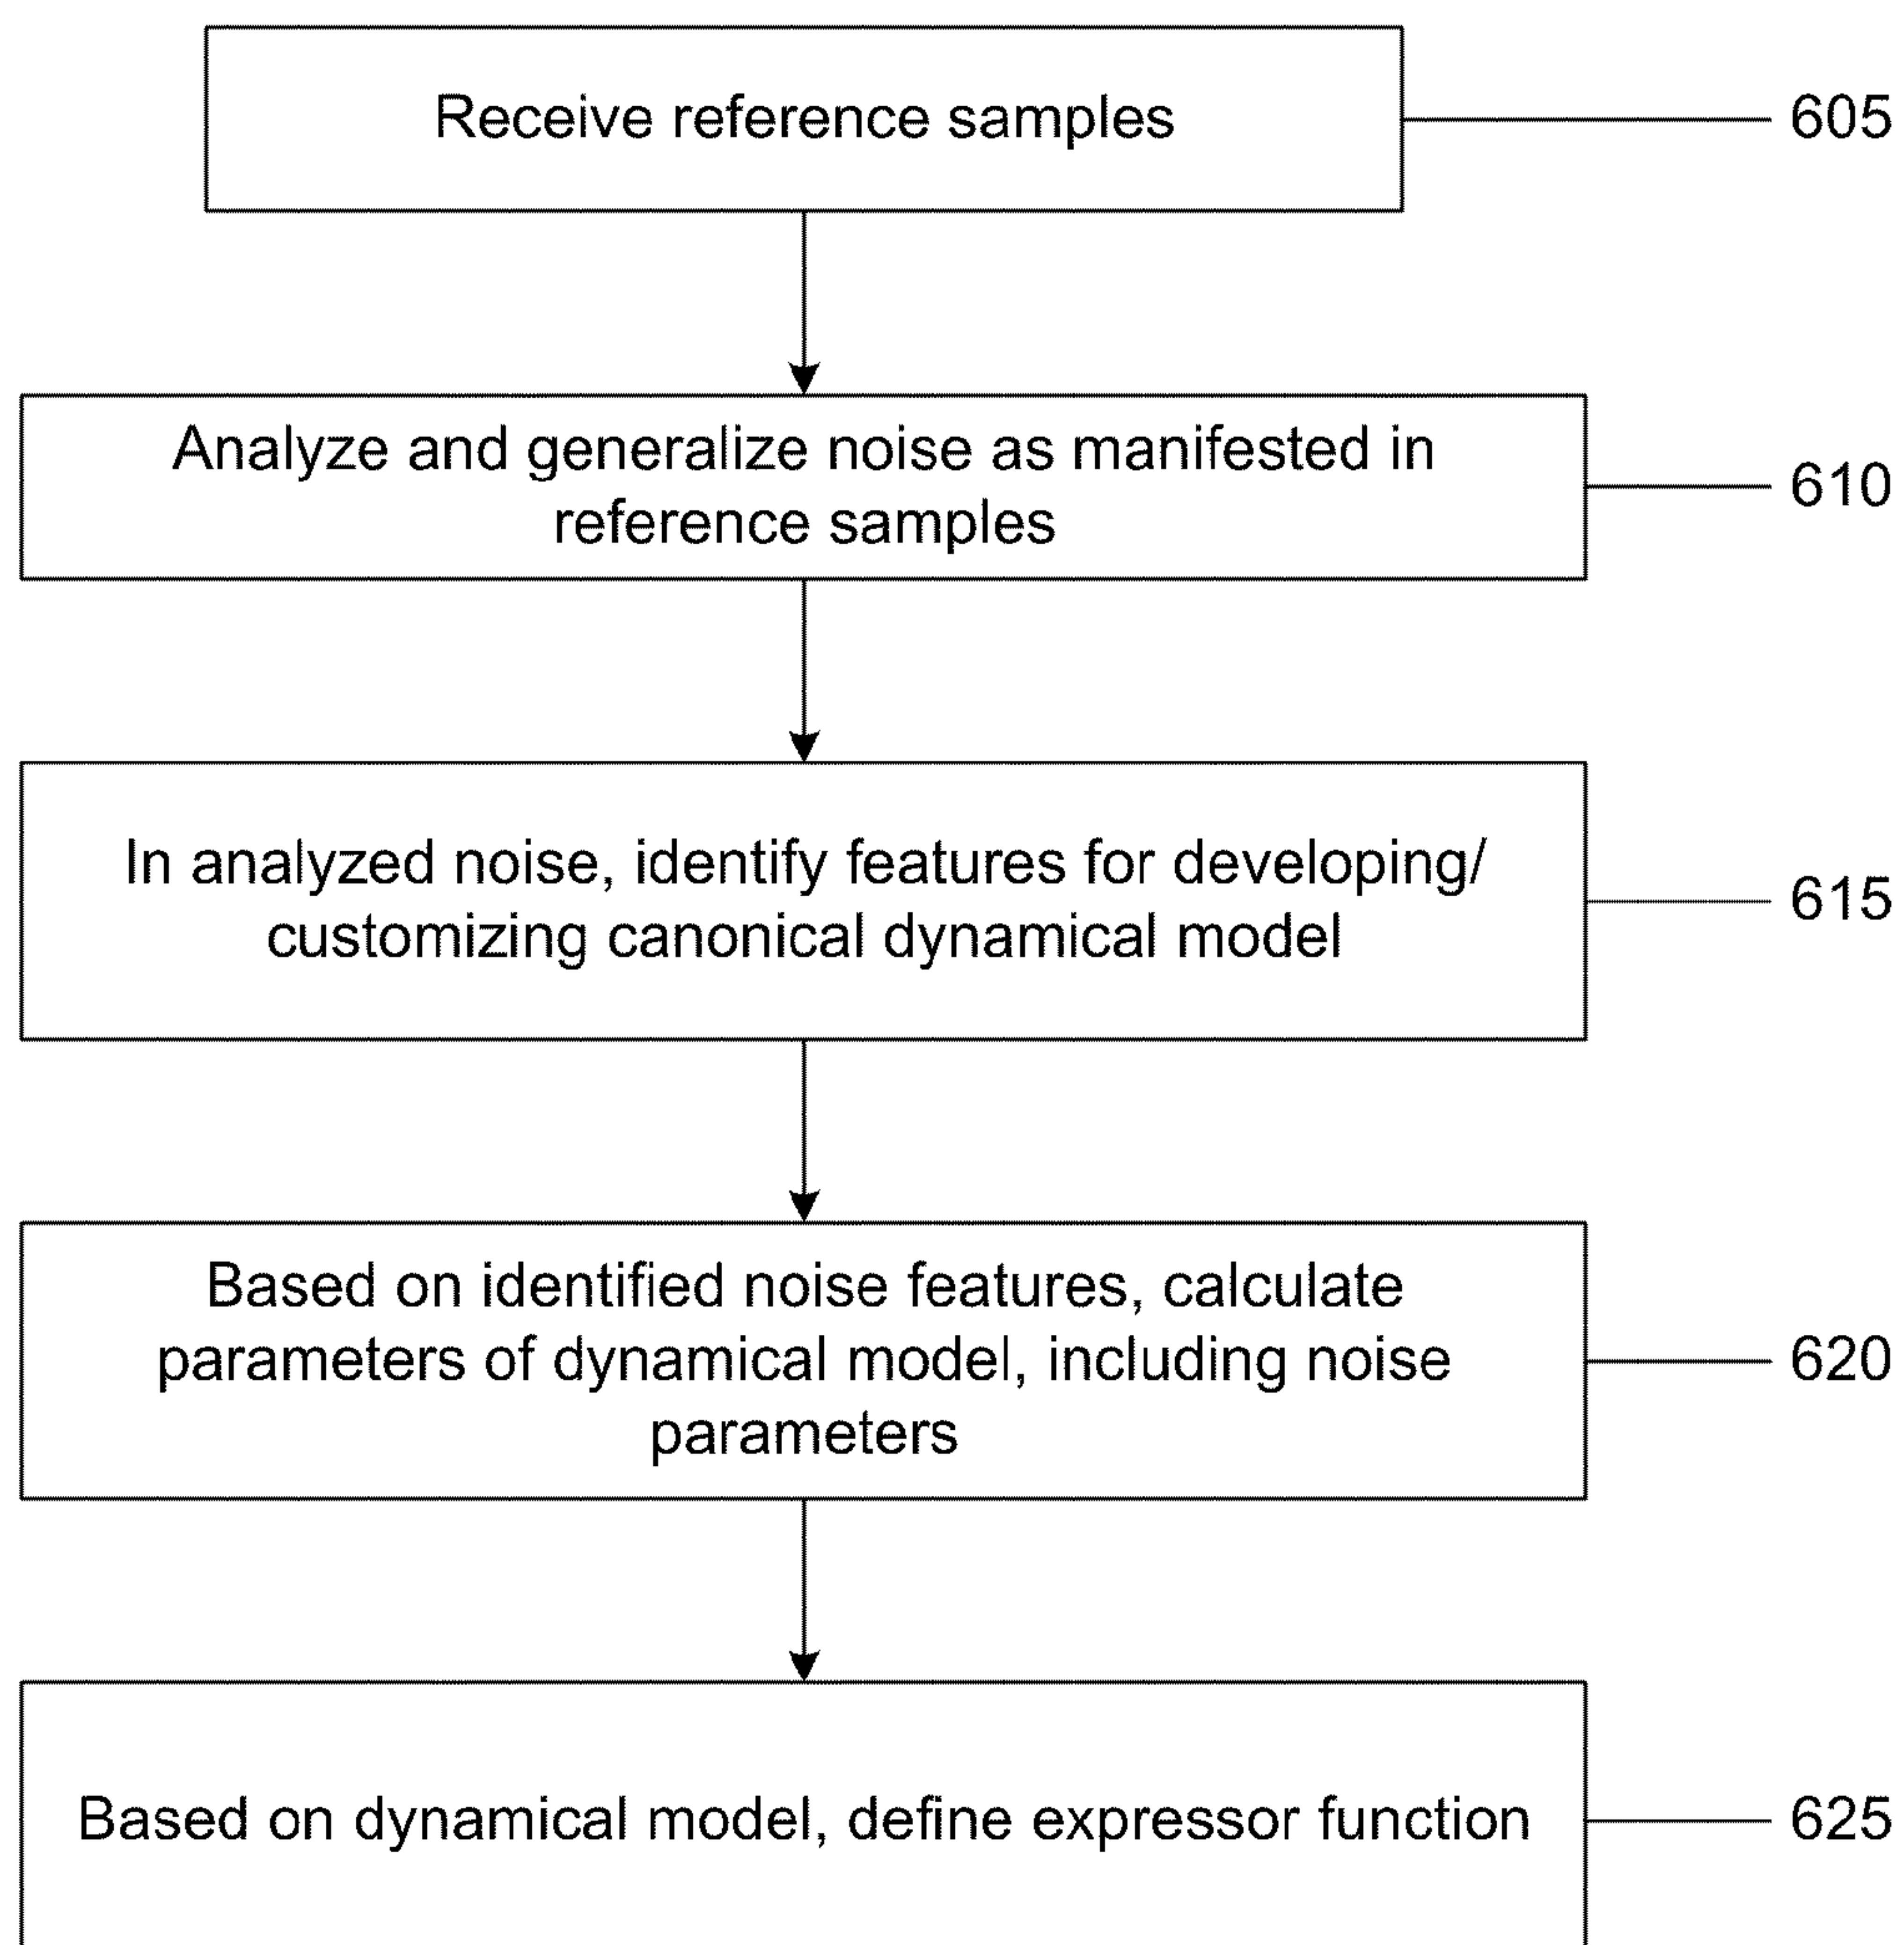 Receive reference samples
605
Analyze and generalize noise as manifested in
reference samples
610
In analyzed noise, identify features for developing/
customizing canonical dynamical model
615
Based on identified noise features, calculate
parameters of dynamical model, including noise
parameters
620
Based on dynamical model, define expressor function
625